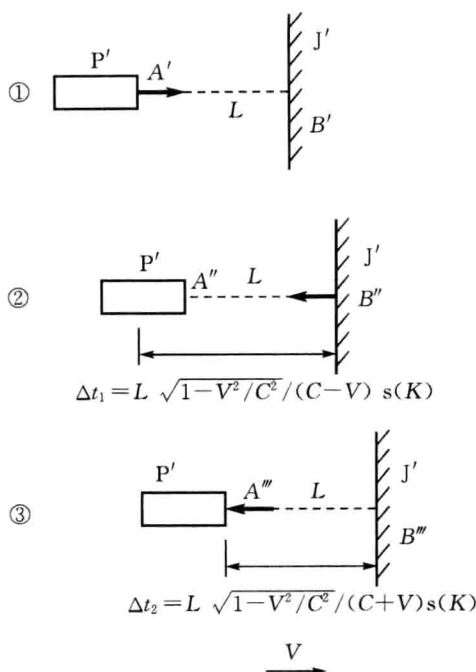 P′
A′
J′
①
L
B′
P′
A″
L
J′
②
B″
Δt₁=L √1−V²/C²/(C−V) s(K)
P′
A‴
L
J′
③
B‴
Δt₂=L √1−V²/C²/(C+V)s(K)
V